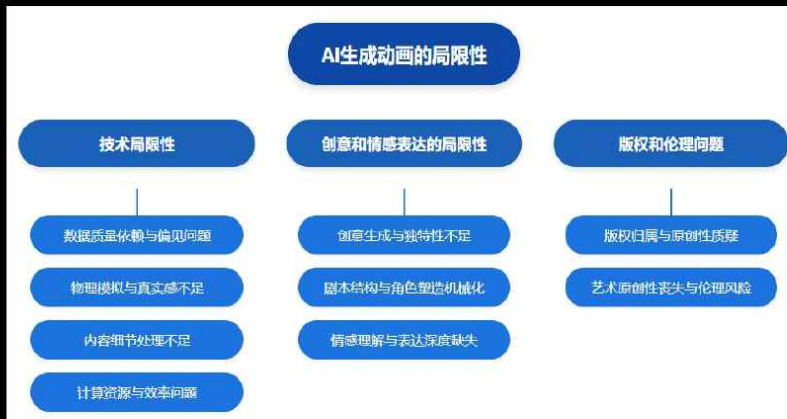 AI生成动画的局限性
技术局限性
数据质量依赖与偏见问题
物理模拟与真实感不足
内容细节处理不足
计算资源与效率问题
创意和情感表达的局限性
创意生成与独特性不足
剧本结构与角色塑造机械化
情感理解与表达深度缺失
版权和伦理问题
版权归属与原创性质疑
艺术原创性丧失与伦理风险